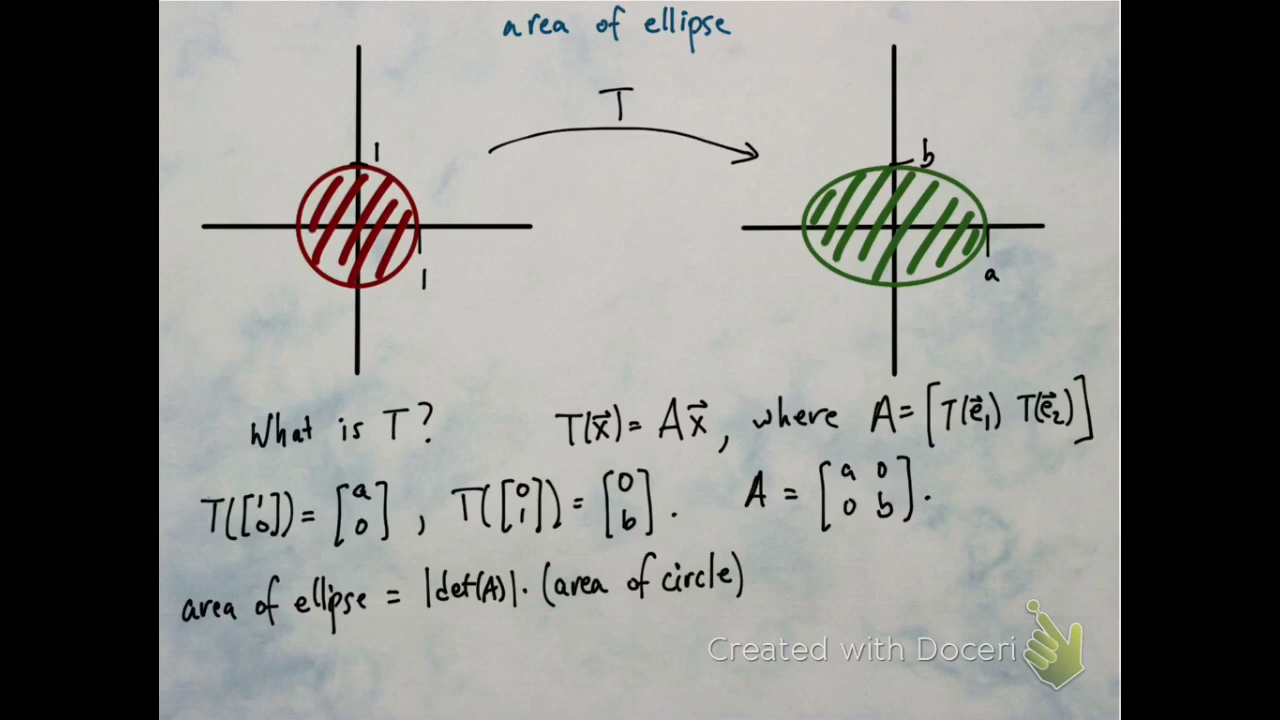 area of ellipse
T
1
b
1
a
What is T?
T(x⃗) = Ax⃗, where A = [T(e⃗₁) T(e⃗₂)]
T([1 0]) = [a 0], T([0 1]) = [0 b]. A = [a 0 0 b].
area of ellipse = |det(A)|· (area of circle)
Created with Doceri